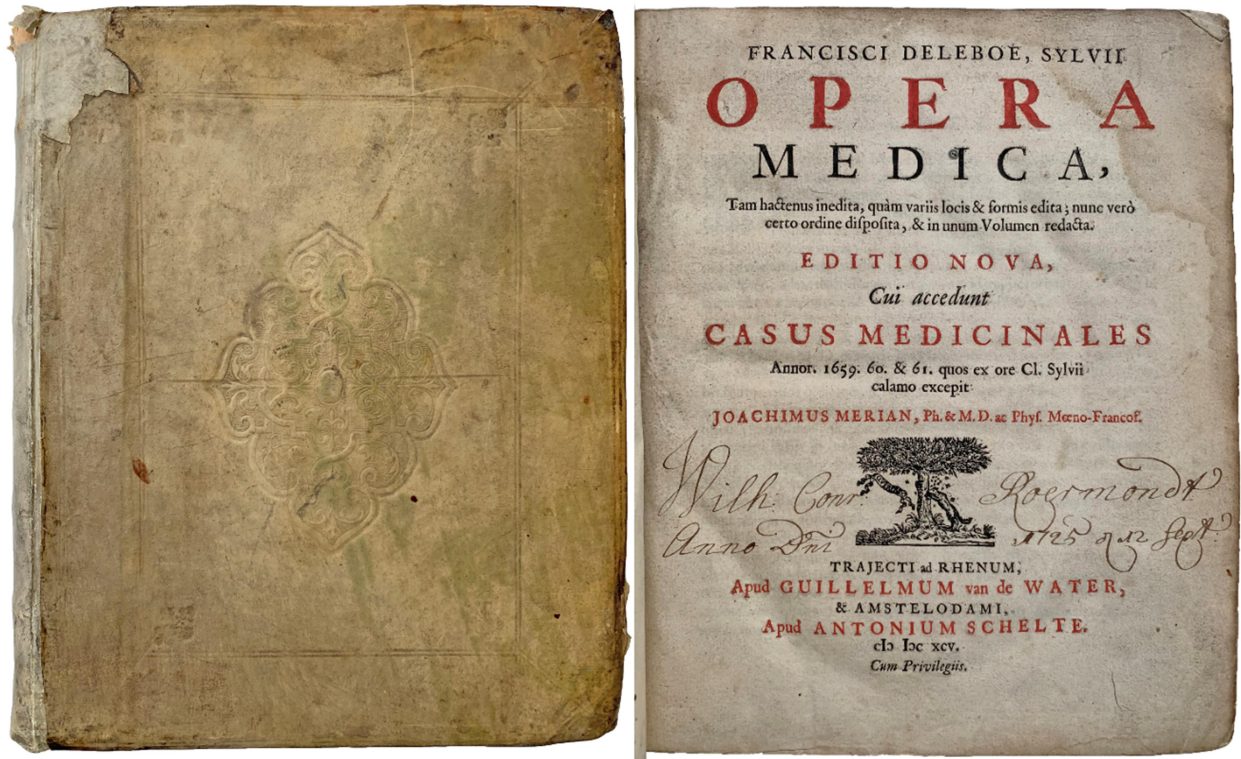 FRANCISCI DELEBOE, SYLVII
OPERA
MEDICA,
Tam hactenus inedita, quàm variis locis & formis edita; nunc verò
certo ordine disposita, & in unum Volumen redacta.
EDITIO NOVA,
Cui accedunt
CASUS MEDICINALES
Annor. 1659. 60. & 61. quos ex ore Cl. Sylvii
calamo excepit
JOACHIMUS MERIAN, Ph. & M. D. ac Phys. Mœno-Francof.
Wilh. Conr. Roermondt
Anno Dni 1725 12 Sept.
TRAJECTI ad RHENUM,
Apud GUILLELMUM van de WATER,
& AMSTELODAMI,
Apud ANTONIUM SCHELTE.
cIↄ Iↄc xcv.
Cum Privilegiis.